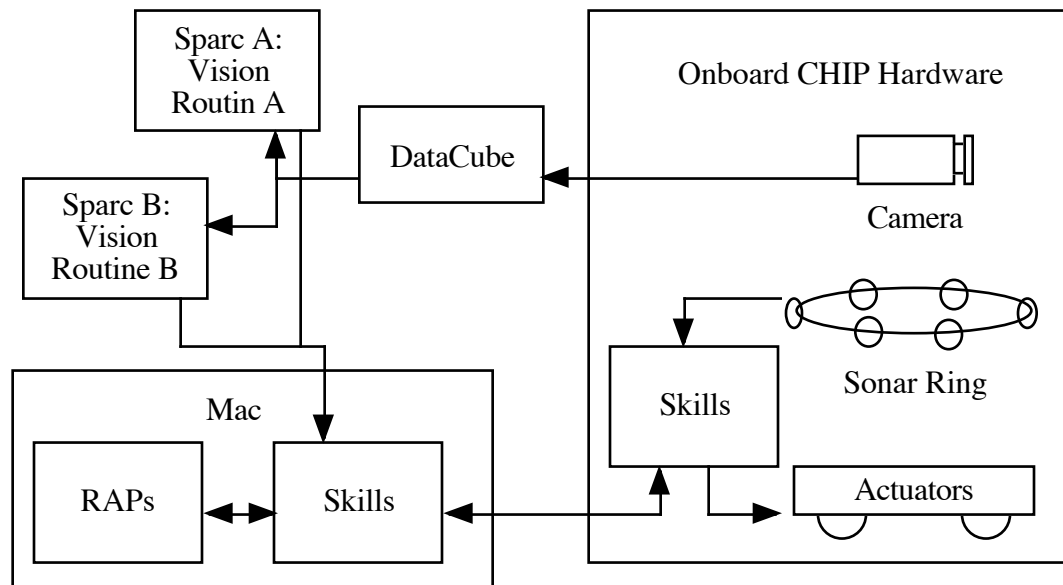 Sparc A:
Vision
Routin A
Onboard CHIP Hardware
DataCube
Camera
Sparc B:
Vision
Routine B
Sonar Ring
Skills
Mac
RAPs
Skills
Actuators